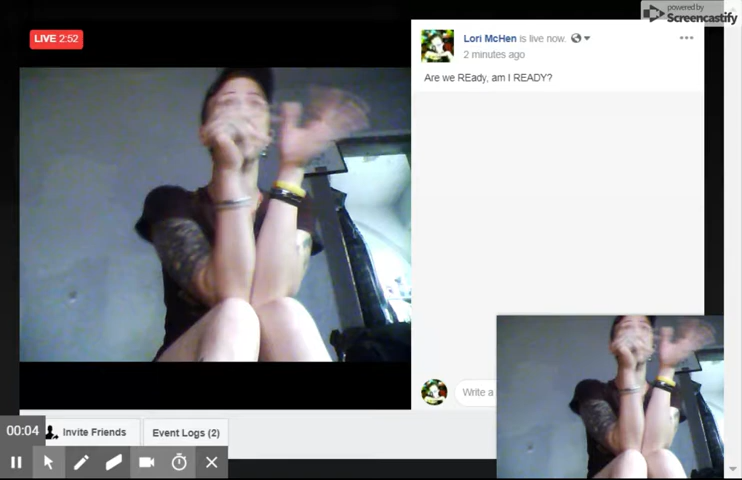 powered by
Screencastify
LIVE 2:52
Lori McHen is live now.
2 minutes ago
Are we REady, am I READY?
Write a
00:04
Invite Friends
Event Logs (2)